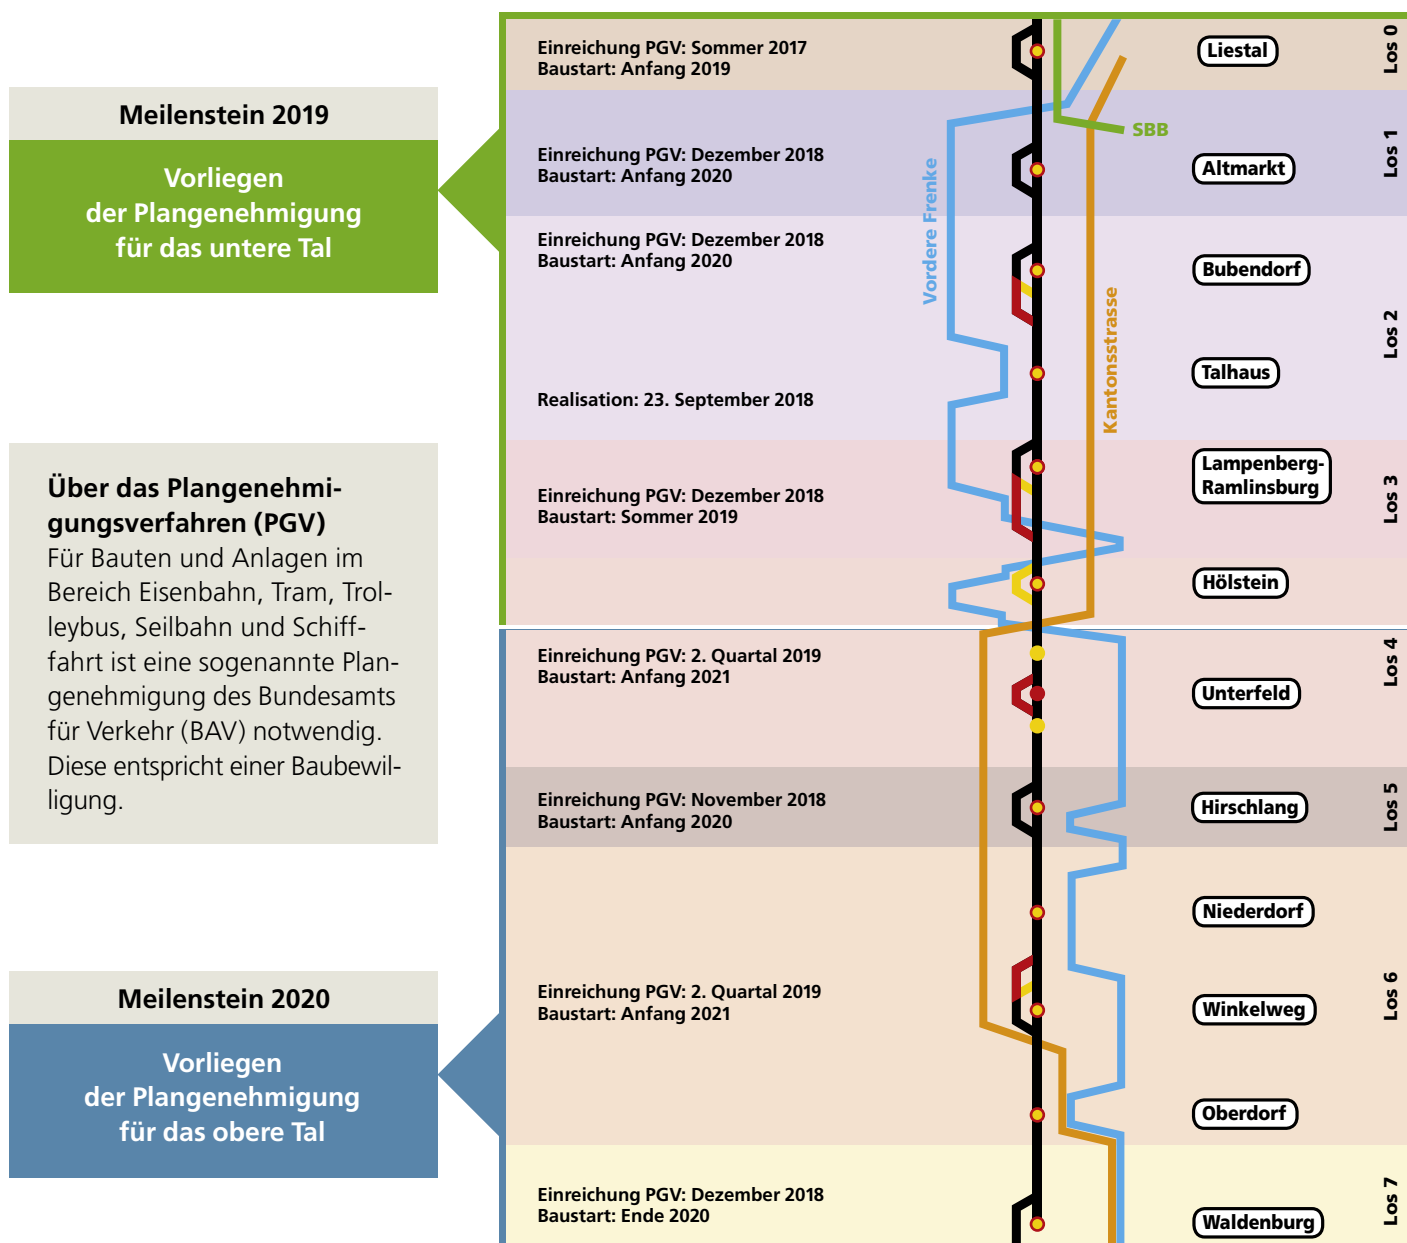 Meilenstein 2019
Vorliegen
der Plangenehmigung
für das untere Tal
Über das Plangenehmi-
gungsverfahren (PGV)
Für Bauten und Anlagen im
Bereich Eisenbahn, Tram, Trol-
leybus, Seilbahn und Schiff-
fahrt ist eine sogenannte Plan-
genehmigung des Bundesamts
für Verkehr (BAV) notwendig.
Diese entspricht einer Baubewil-
ligung.
Meilenstein 2020
Vorliegen
der Plangenehmigung
für das obere Tal
Einreichung PGV: Sommer 2017
Baustart: Anfang 2019
Liestal
Los 0
SBB
Einreichung PGV: Dezember 2018
Baustart: Anfang 2020
Altmarkt
Los 1
Vordere Frenke
Einreichung PGV: Dezember 2018
Baustart: Anfang 2020
Bubendorf
Kantonsstrasse
Los 2
Talhaus
Realisation: 23. September 2018
Lampenberg-
Ramlinsburg
Einreichung PGV: Dezember 2018
Baustart: Sommer 2019
Los 3
Hölstein
Einreichung PGV: 2. Quartal 2019
Baustart: Anfang 2021
Los 4
Unterfeld
Einreichung PGV: November 2018
Baustart: Anfang 2020
Hirschlang
Los 5
Niederdorf
Einreichung PGV: 2. Quartal 2019
Baustart: Anfang 2021
Winkelweg
Los 6
Oberdorf
Einreichung PGV: Dezember 2018
Baustart: Ende 2020
Waldenburg
Los 7